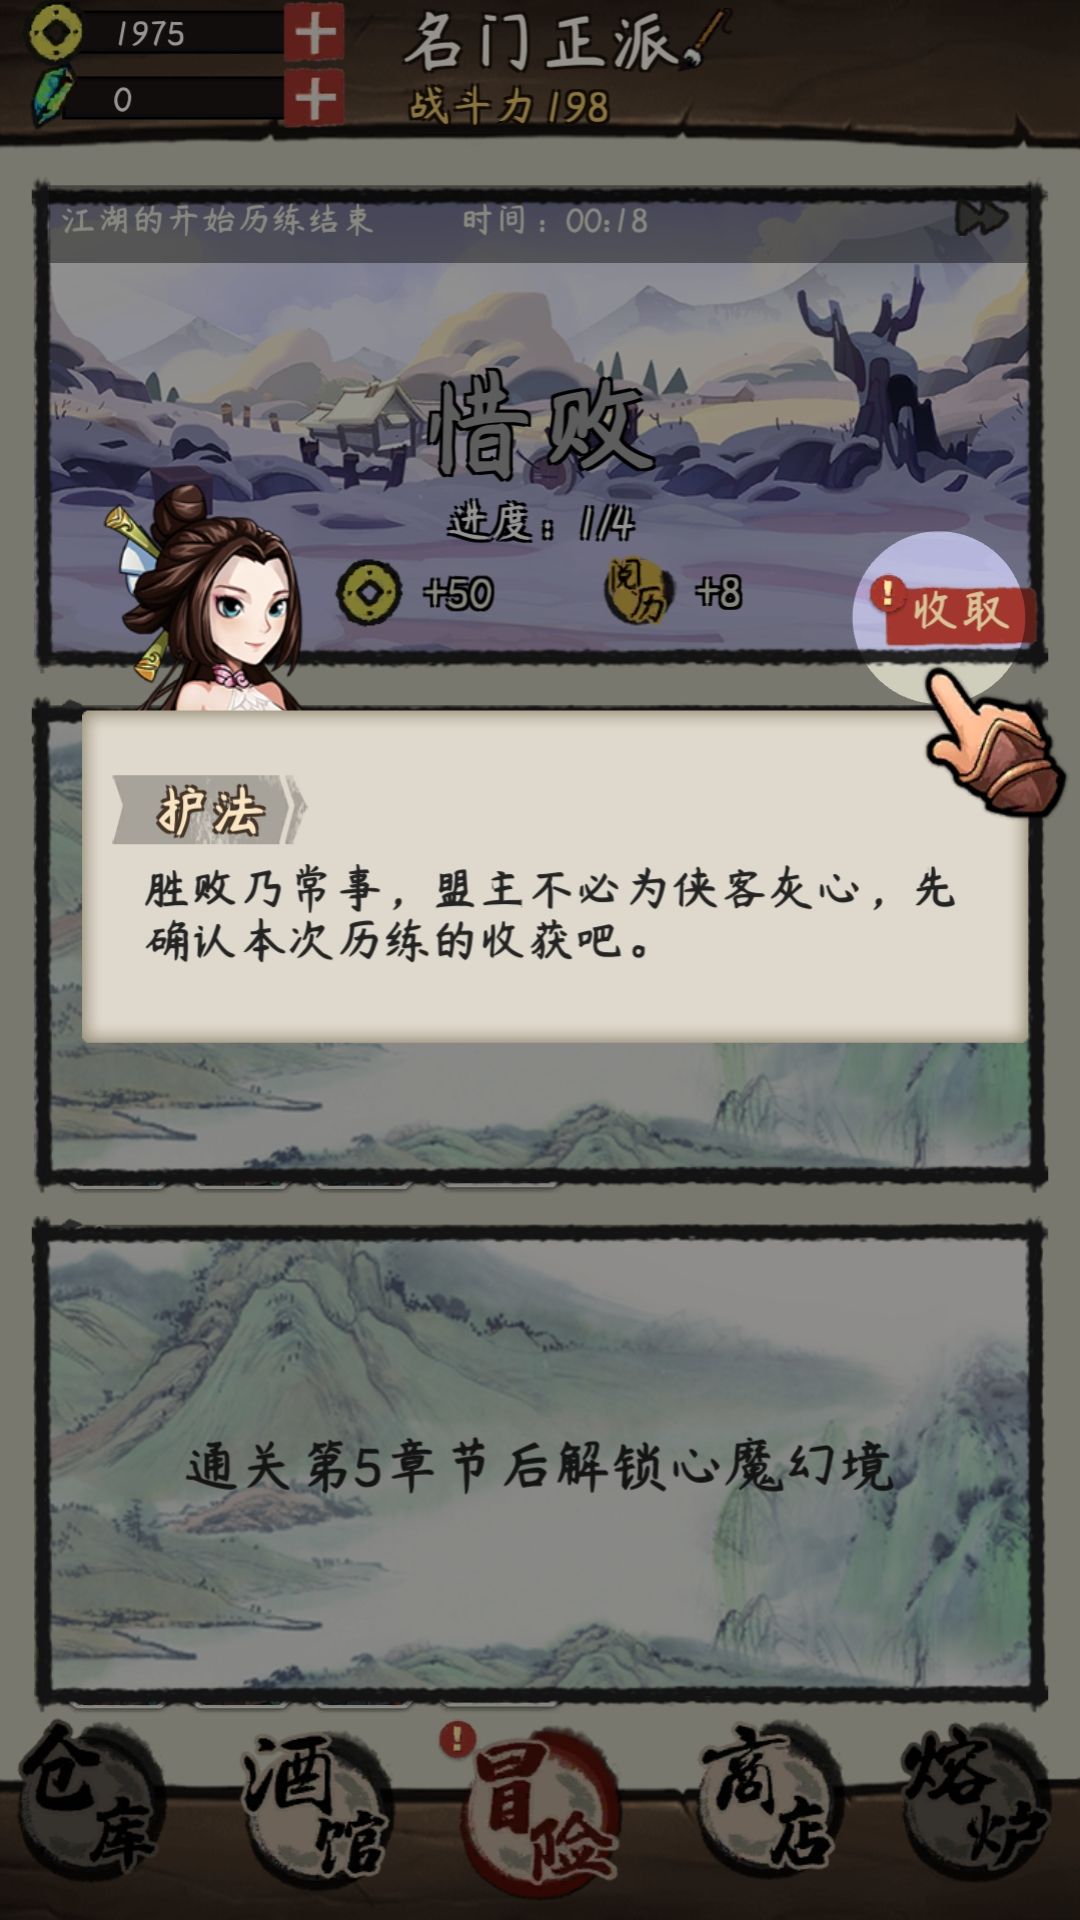 1975
0
名门正派
战斗力198
江湖的开始历练结束
时间：00:18
惜败
进度：1/4
+50
阅历
+8
收取
护法
胜败乃常事，盟主不必为侠客灰心，先
确认本次历练的收获吧。
通关第5章节后解锁心魔幻境
仓库
酒馆
冒险
商店
熔炉